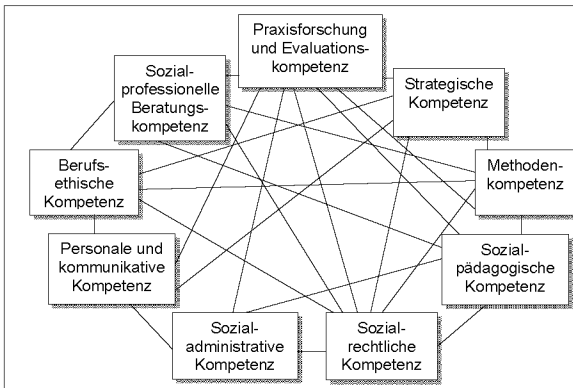 Praxisforschung
und Evaluations-
kompetenz
Sozial-
professionelle
Beratungs-
kompetenz
Strategische
Kompetenz
Berufs-
ethische
Kompetenz
Methoden-
kompetenz
Personale und
kommunikative
Kompetenz
Sozial-
pädagogische
Kompetenz
Sozial-
administrative
Kompetenz
Sozial-
rechtliche
Kompetenz